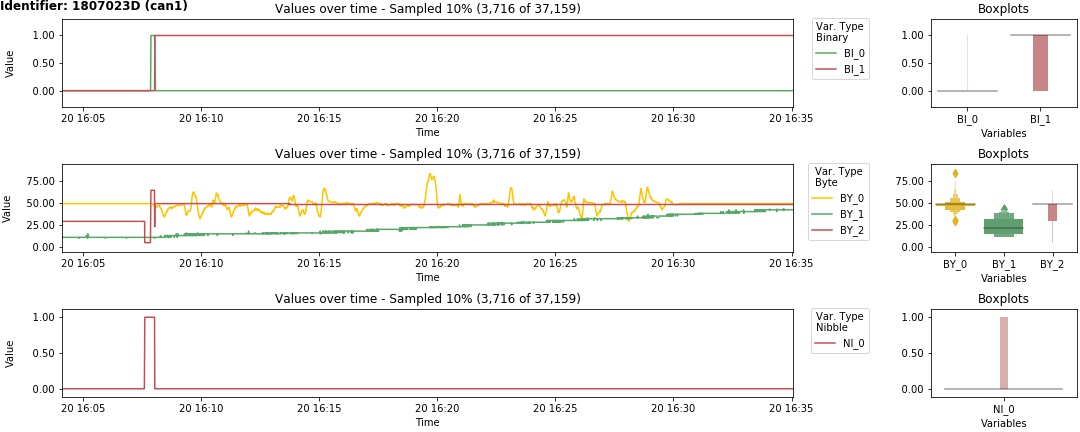 Identifier: 1807023D (can1)
Values over time - Sampled 10% (3,716 of 37,159)
Boxplots
Value
1.00
0.50
0.00
20 16:05 20 16:10 20 16:15 20 16:20 20 16:25 20 16:30 20 16:35
Time
Var. Type
Binary
BI_0
BI_1
1.00
0.50
0.00
BI_0 BI_1
Variables
Values over time - Sampled 10% (3,716 of 37,159)
Boxplots
Value
75.00
50.00
25.00
0.00
20 16:05 20 16:10 20 16:15 20 16:20 20 16:25 20 16:30 20 16:35
Time
Var. Type
Byte
BY_0
BY_1
BY_2
75.00
50.00
25.00
0.00
BY_0 BY_1 BY_2
Variables
Values over time - Sampled 10% (3,716 of 37,159)
Boxplots
Value
1.00
0.50
0.00
20 16:05 20 16:10 20 16:15 20 16:20 20 16:25 20 16:30 20 16:35
Time
Var. Type
Nibble
NI_0
1.00
0.50
0.00
NI_0
Variables